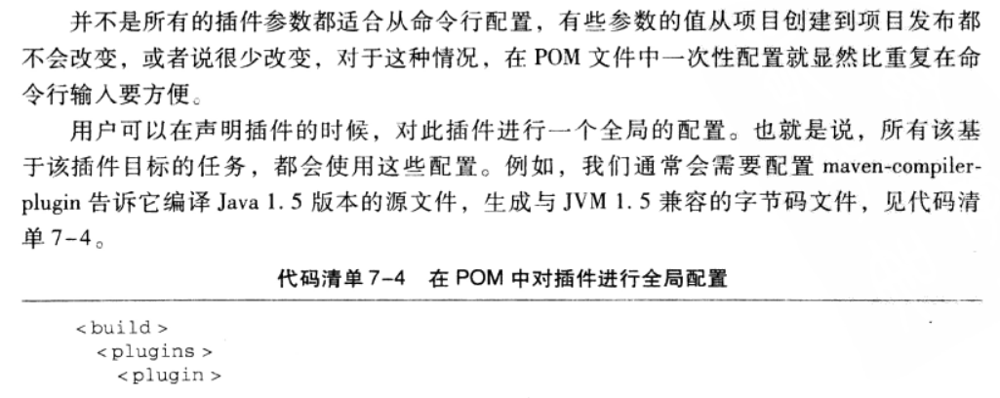 并不是所有的插件参数都适合从命令行配置，有些参数的值从项目创建到项目发布都
不会改变，或者说很少改变，对于这种情况，在 POM 文件中一次性配置就显然比重复在命
令行输入要方便。
用户可以在声明插件的时候，对此插件进行一个全局的配置。也就是说，所有该基
于该插件目标的任务，都会使用这些配置。例如，我们通常会需要配置 maven-compiler-
plugin 告诉它编译 Java 1. 5 版本的源文件，生成与 JVM 1. 5 兼容的字节码文件，见代码清
单 7-4。
代码清单 7-4　在 POM 中对插件进行全局配置
<build>
<plugins>
<plugin>